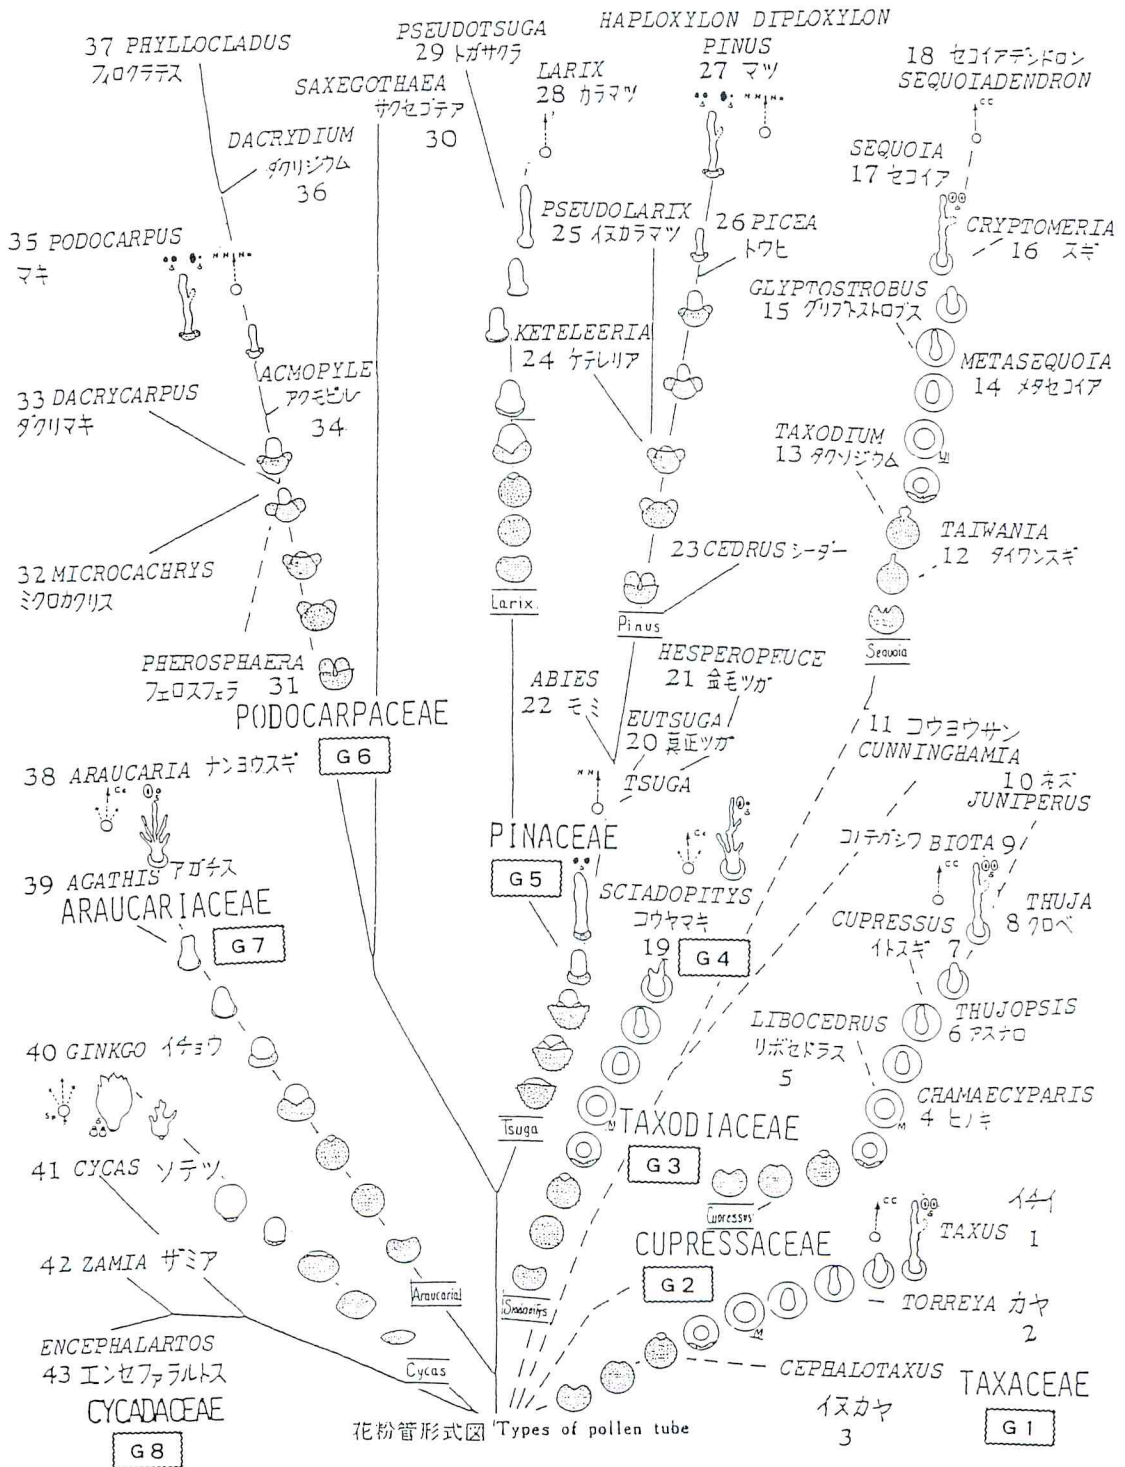 HAPLOXYLON DIPLOXYLON
PINUS
27 マツ
37 PHYLLOCLADUS
フィロクラテス
PSEUDOTSUGA
29 トガサクラ
SAXEGOTHAEA
サクセゴテア
30
LARIX
28 カラマツ
18 セコイアデンドロン
SEQUOIADENDRON
CC
DACRYDIUM
ダクリジウム
36
SEQUOIA
17 セコイア
PSEUDOLARIX
25 イヌカラマツ
26 PICEA
トウヒ
CRYPTOMERIA
16 スギ
35 PODOCARPUS
マキ
GLYPTOSTROBUS
15 グリプトストロブス
KETELEERIA
24 ケテレリア
METASEQUOIA
14 メタセコイア
ACMOPYLE
アクモピレ
34
33 DACRYCARPUS
ダクリマキ
TAXODIUM
13 タクソジウム
TAIWANIA
12 タイワンスギ
23 CEDRUS シーダー
32 MICROCACHRYS
ミクロカクリス
Larix
Pinus
Sequoia
PHEROSPHAERA
フェロスフェラ 31
HESPEROPEUCE
21 金毛ツガ
ABIES
22 モミ
PODOCARPACEAE
G6
EUTSUGA
20 真正ツガ
TSUGA
11 コウヨウサン
CUNNINGHAMIA
10 ネズ
JUNIPERUS
38 ARAUCARIA ナンヨウスギ
Cc
39 AGATHIS アガチス
ARAUCARIACEAE
G7
PINACEAE
G5
Cc
SCIADOPITYS
コウヤマキ
19
G4
コノテガシワ BIOTA 9
CC
THUJA
8 クロベ
CUPRESSUS
イトスギ 7
THUJOPSIS
6 アスナロ
LIBOCEDRUS
リボセドラス
5
CHAMAECYPARIS
4 ヒノキ
M
40 GINKGO イチョウ
Tsuga
M
TAXODIACEAE
G3
Cupressus
41 CYCAS ソテツ
CUPRESSACEAE
G2
CC
イチイ
TAXUS 1
42 ZAMIA ザミア
TORREYA カヤ
2
M
ENCEPHALARTOS
43 エンセファラルトス
Cycas
CEPHALOTAXUS
イヌカヤ
3
CYCADACEAE
G8
TAXACEAE
G1
花粉管形式図 Types of pollen tube